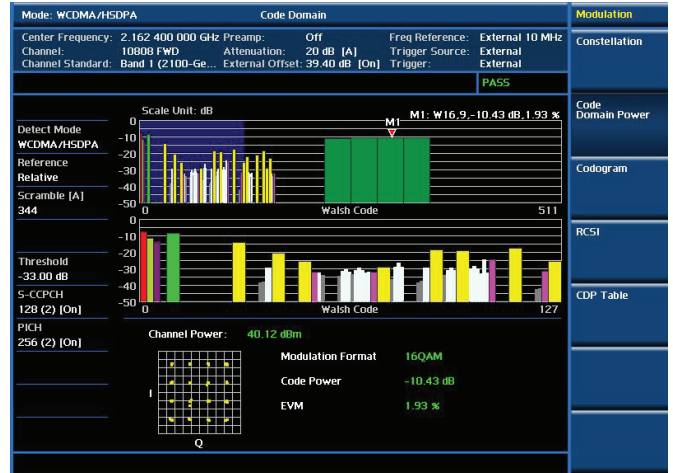 Mode: WCDMA/HSDPA Code Domain Modulation
Center Frequency: 2.162 400 000 GHz Preamp: Off Freq Reference: External 10 MHz
Channel: 10808 FWD Attenuation: 20 dB [A] Trigger Source: External
Channel Standard: Band 1 (2100-Ge... External Offset: 39.40 dB [On] Trigger: External
Constellation
PASS
Scale Unit: dB
M1: W16,9,-10.43 dB,1.93 %
M1
Code
Domain Power
Detect Mode
WCDMA/HSDPA
Reference
Relative
Scramble [A]
344
0
-10
-20
-30
-40
-50
0 Walsh Code 511
Codogram
RCSI
0
-10
-20
-30
-40
-50
0 Walsh Code 127
Threshold
-33.00 dB
S-CCPCH
128 (2) [On]
PICH
256 (2) [On]
CDP Table
Channel Power: 40.12 dBm
Modulation Format 16QAM
Code Power -10.43 dB
EVM 1.93 %
I
Q